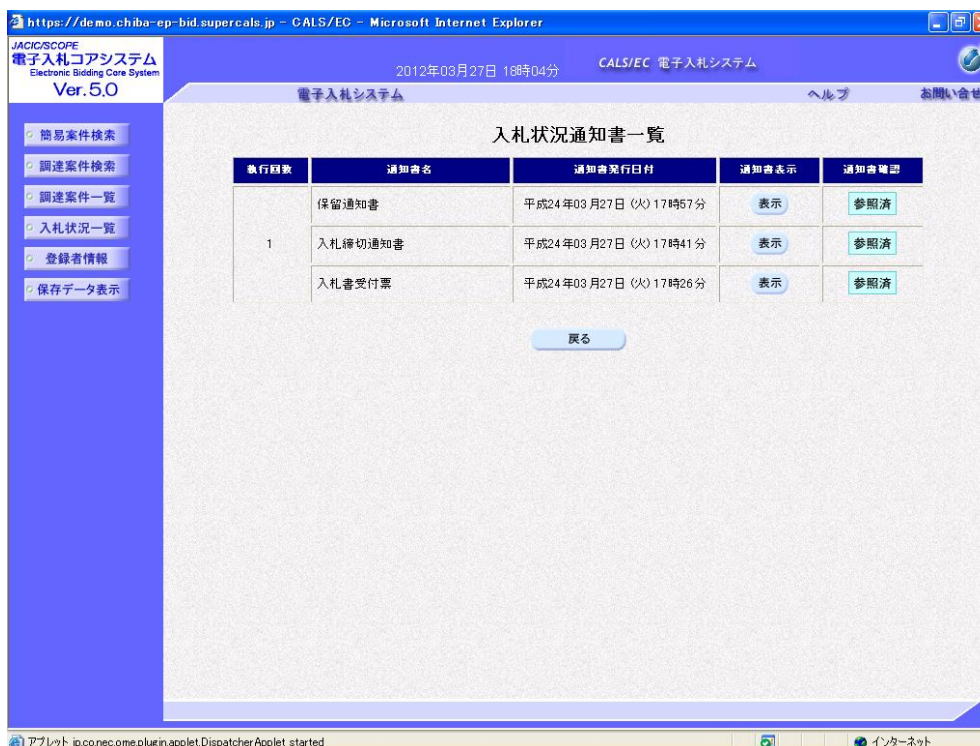 https://demo.chiba-ep-bid.supercals.jp - CALS/EC - Microsoft Internet Explorer
JACIC/SCOPE
電子入札コアシステム
Electronic Bidding Core System
Ver.5.0
2012年03月27日 18時04分
CALS/EC 電子入札システム
電子入札システム
ヘルプ
お問い合せ
簡易案件検索
調達案件検索
調達案件一覧
入札状況一覧
登録者情報
保存データ表示
入札状況通知書一覧
執行回数 通知書名 通知書発行日付 通知書表示 通知書確認
保留通知書 平成24年03月27日 (火) 17時57分 表示 参照済
1 入札締切通知書 平成24年03月27日 (火) 17時41分 表示 参照済
入札書受付票 平成24年03月27日 (火) 17時26分 表示 参照済
戻る
アプレット jp.co.nec.ome.plugin.applet.DispatcherApplet started
インターネット